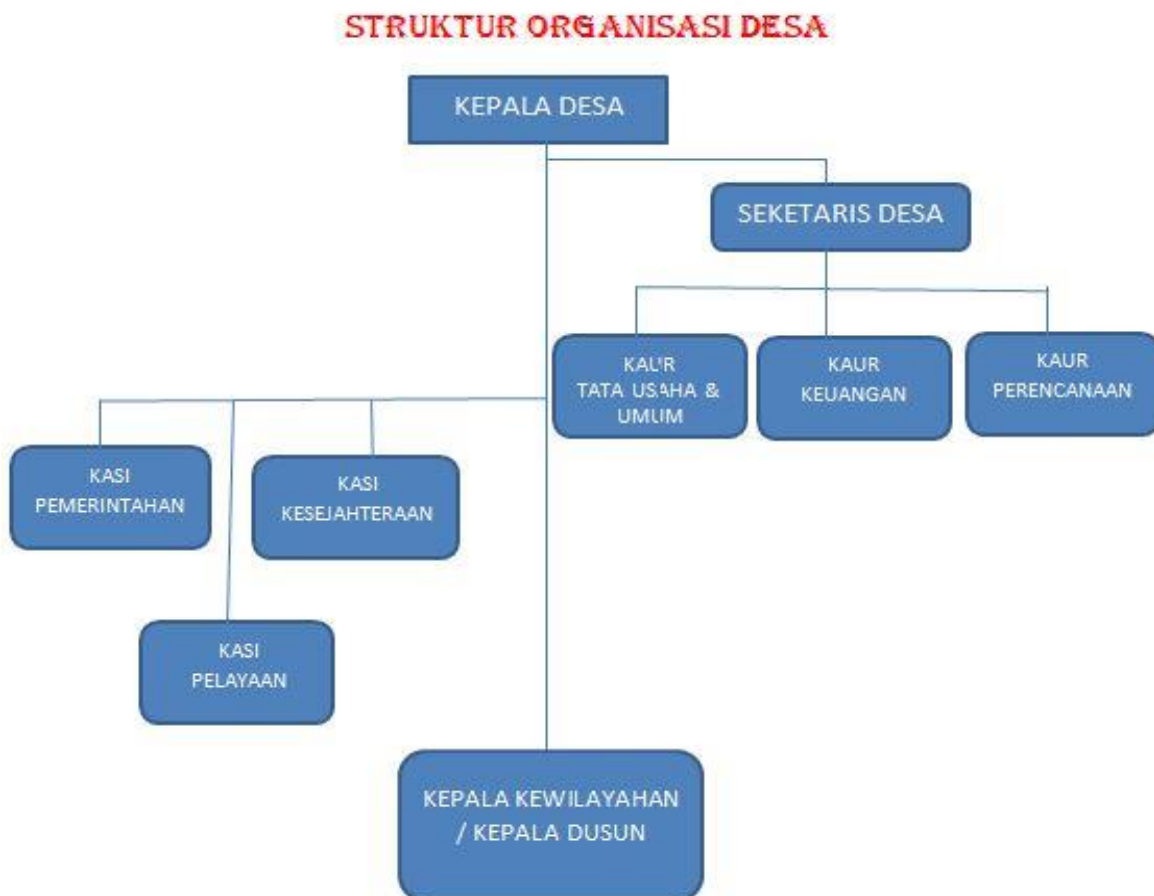 STRUKTUR ORGANISASI DESA
KEPALA DESA
SEKETARIS DESA
KAUR
TATA USAHA &
UMUM
KAUR
KEUANGAN
KAUR
PERENCANAAN
KASI
PEMERINTAHAN
KASI
KESEJAHTERAAN
KASI
PELAYAAN
KEPALA KEWILAYAHAN
/ KEPALA DUSUN